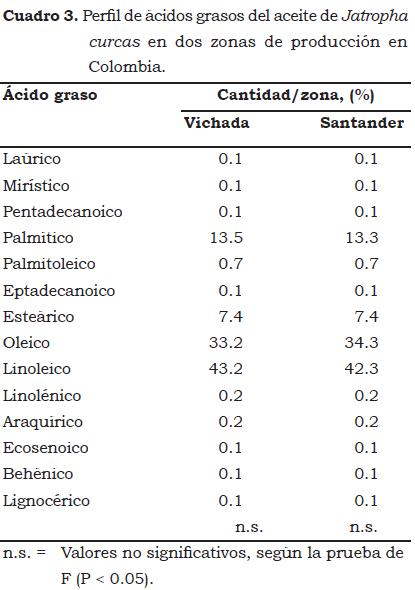 Cuadro 3. Perfil de ácidos grasos del aceite de Jatropha
curcas en dos zonas de producción en
Colombia.
Ácido graso Cantidad/zona, (%)
Vichada Santander
Laúrico 0.1 0.1
Mirístico 0.1 0.1
Pentadecanoico 0.1 0.1
Palmítico 13.5 13.3
Palmitoleico 0.7 0.7
Eptadecanoico 0.1 0.1
Esteárico 7.4 7.4
Oleico 33.2 34.3
Linoleico 43.2 42.3
Linolénico 0.2 0.2
Araquírico 0.2 0.2
Ecosenoico 0.1 0.1
Behénico 0.1 0.1
Lignocérico 0.1 0.1
n.s. n.s.
n.s. = Valores no significativos, según la prueba de
F (P < 0.05).